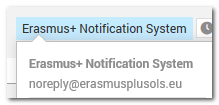 Erasmus+ Notification System
Erasmus+ Notification System
noreply@erasmusplusols.eu